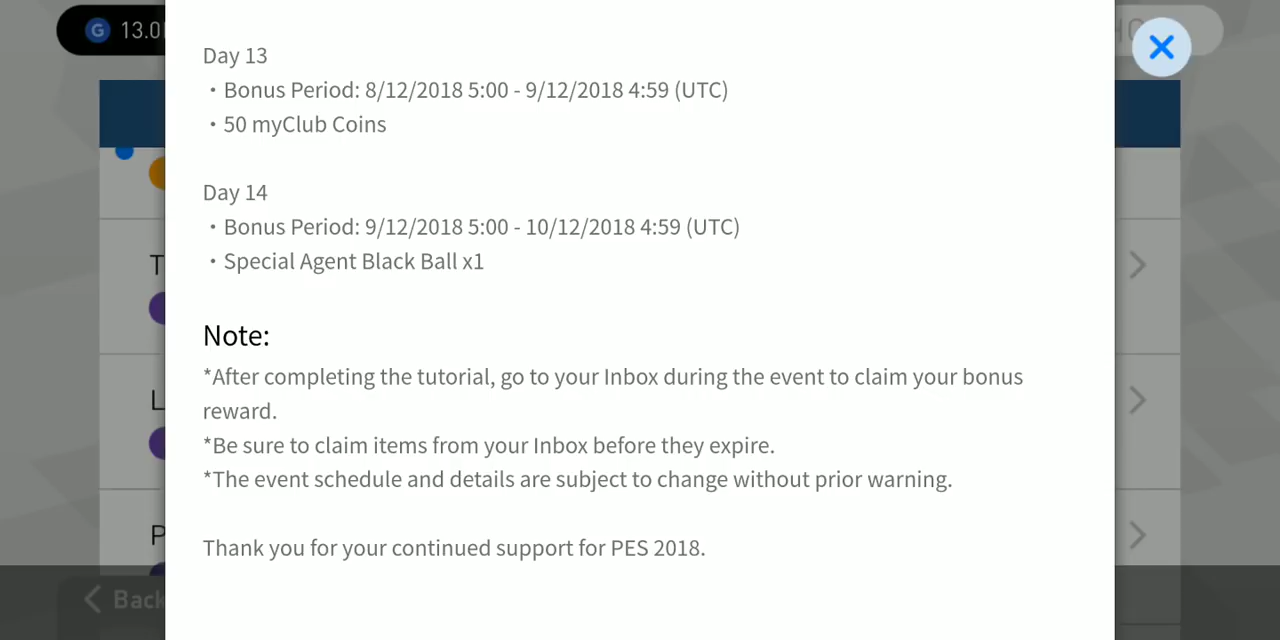 13.0
Day 13
・Bonus Period: 8/12/2018 5:00 - 9/12/2018 4:59 (UTC)
・50 myClub Coins
Day 14
・Bonus Period: 9/12/2018 5:00 - 10/12/2018 4:59 (UTC)
・Special Agent Black Ball x1
Note:
*After completing the tutorial, go to your Inbox during the event to claim your bonus
reward.
*Be sure to claim items from your Inbox before they expire.
*The event schedule and details are subject to change without prior warning.
Thank you for your continued support for PES 2018.
Back